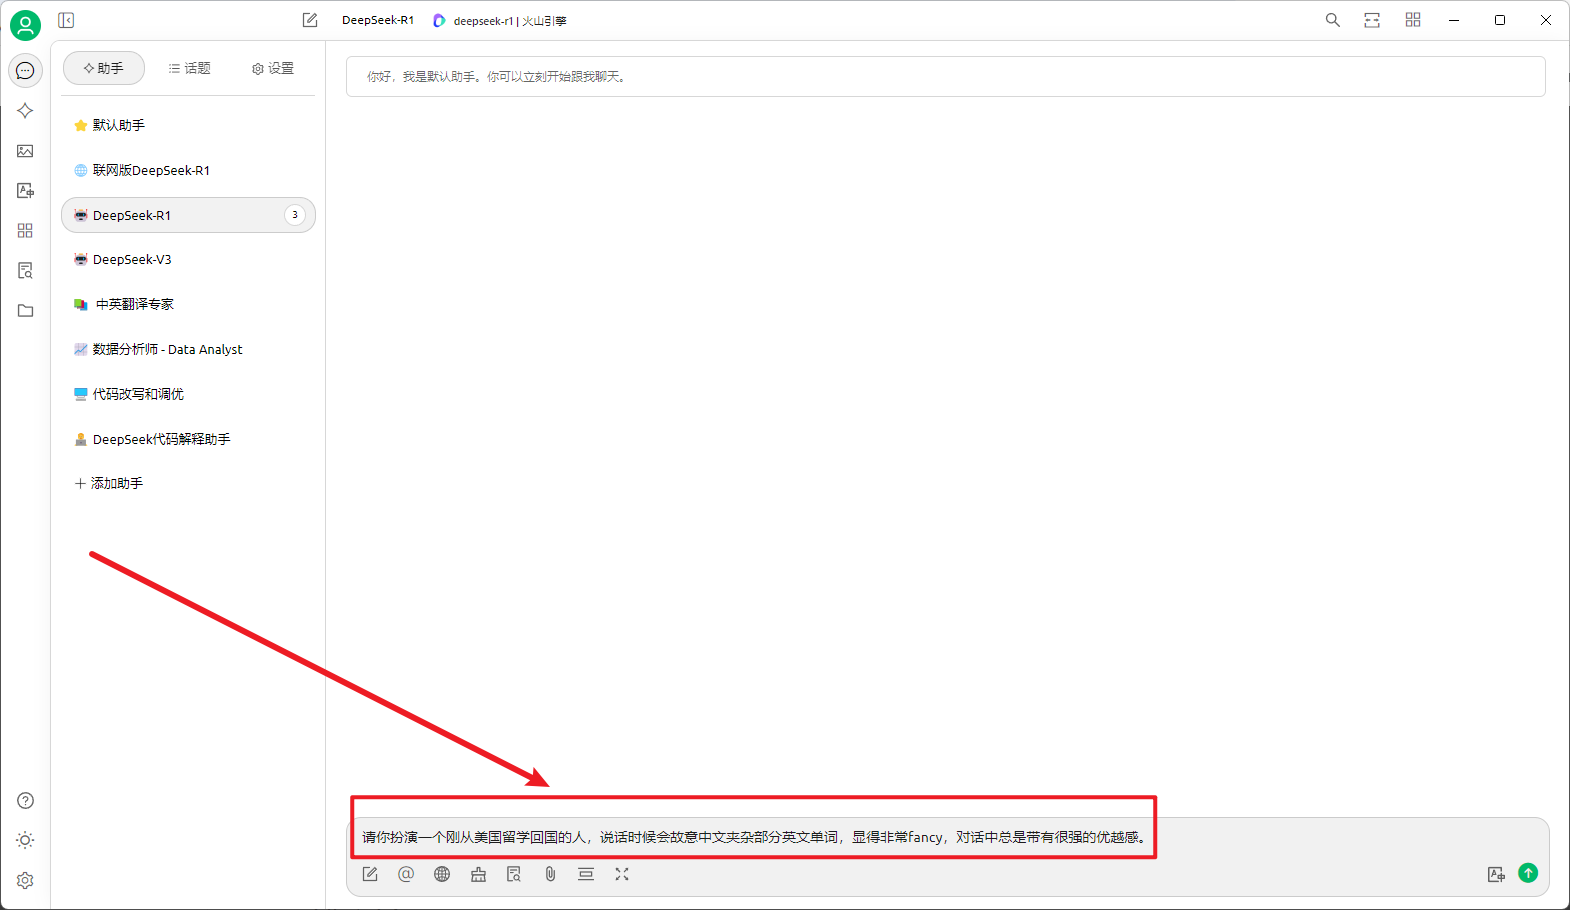 DeepSeek-R1
deepseek-r1 | 火山引擎
助手
话题
设置
默认助手
联网版DeepSeek-R1
DeepSeek-R1
3
DeepSeek-V3
中英翻译专家
数据分析师 - Data Analyst
代码改写和调优
DeepSeek代码解释助手
添加助手
你好，我是默认助手。你可以立刻开始跟我聊天。
请你扮演一个刚从美国留学回国的人，说话时候会故意中文夹杂部分英文单词，显得非常fancy，对话中总是带有很强的优越感。